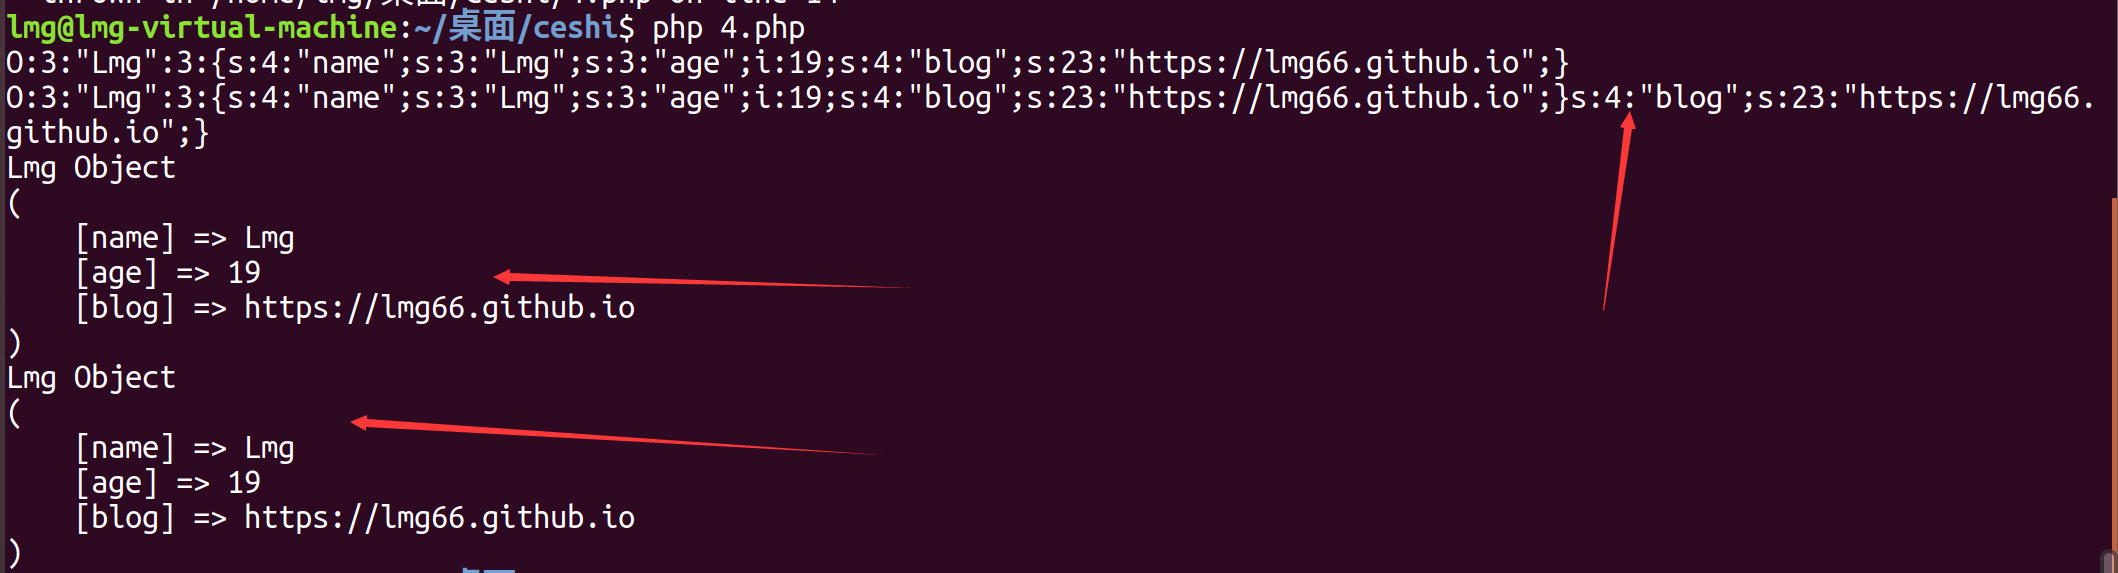 lmg@lmg-virtual-machine:~/桌面/ceshi$ php 4.php
O:3:"Lmg":3:{s:4:"name";s:3:"Lmg";s:3:"age";i:19;s:4:"blog";s:23:"https://lmg66.github.io";}
O:3:"Lmg":3:{s:4:"name";s:3:"Lmg";s:3:"age";i:19;s:4:"blog";s:23:"https://lmg66.github.io";}s:4:"blog";s:23:"https://lmg66.
github.io";}
Lmg Object
(
    [name] => Lmg
    [age] => 19
    [blog] => https://lmg66.github.io
)
Lmg Object
(
    [name] => Lmg
    [age] => 19
    [blog] => https://lmg66.github.io
)